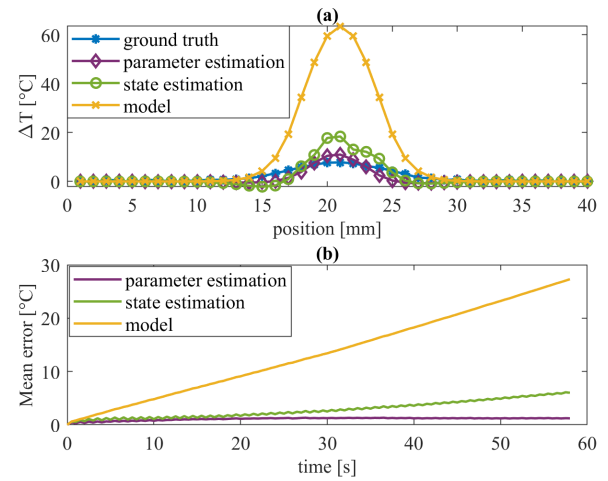 (a)
60
40
20
0
ΔT [°C]
ground truth
parameter estimation
state estimation
model
0 5 10 15 20 25 30 35 40
position [mm]
(b)
30
20
10
0
Mean error [°C]
parameter estimation
state estimation
model
0 10 20 30 40 50 60
time [s]